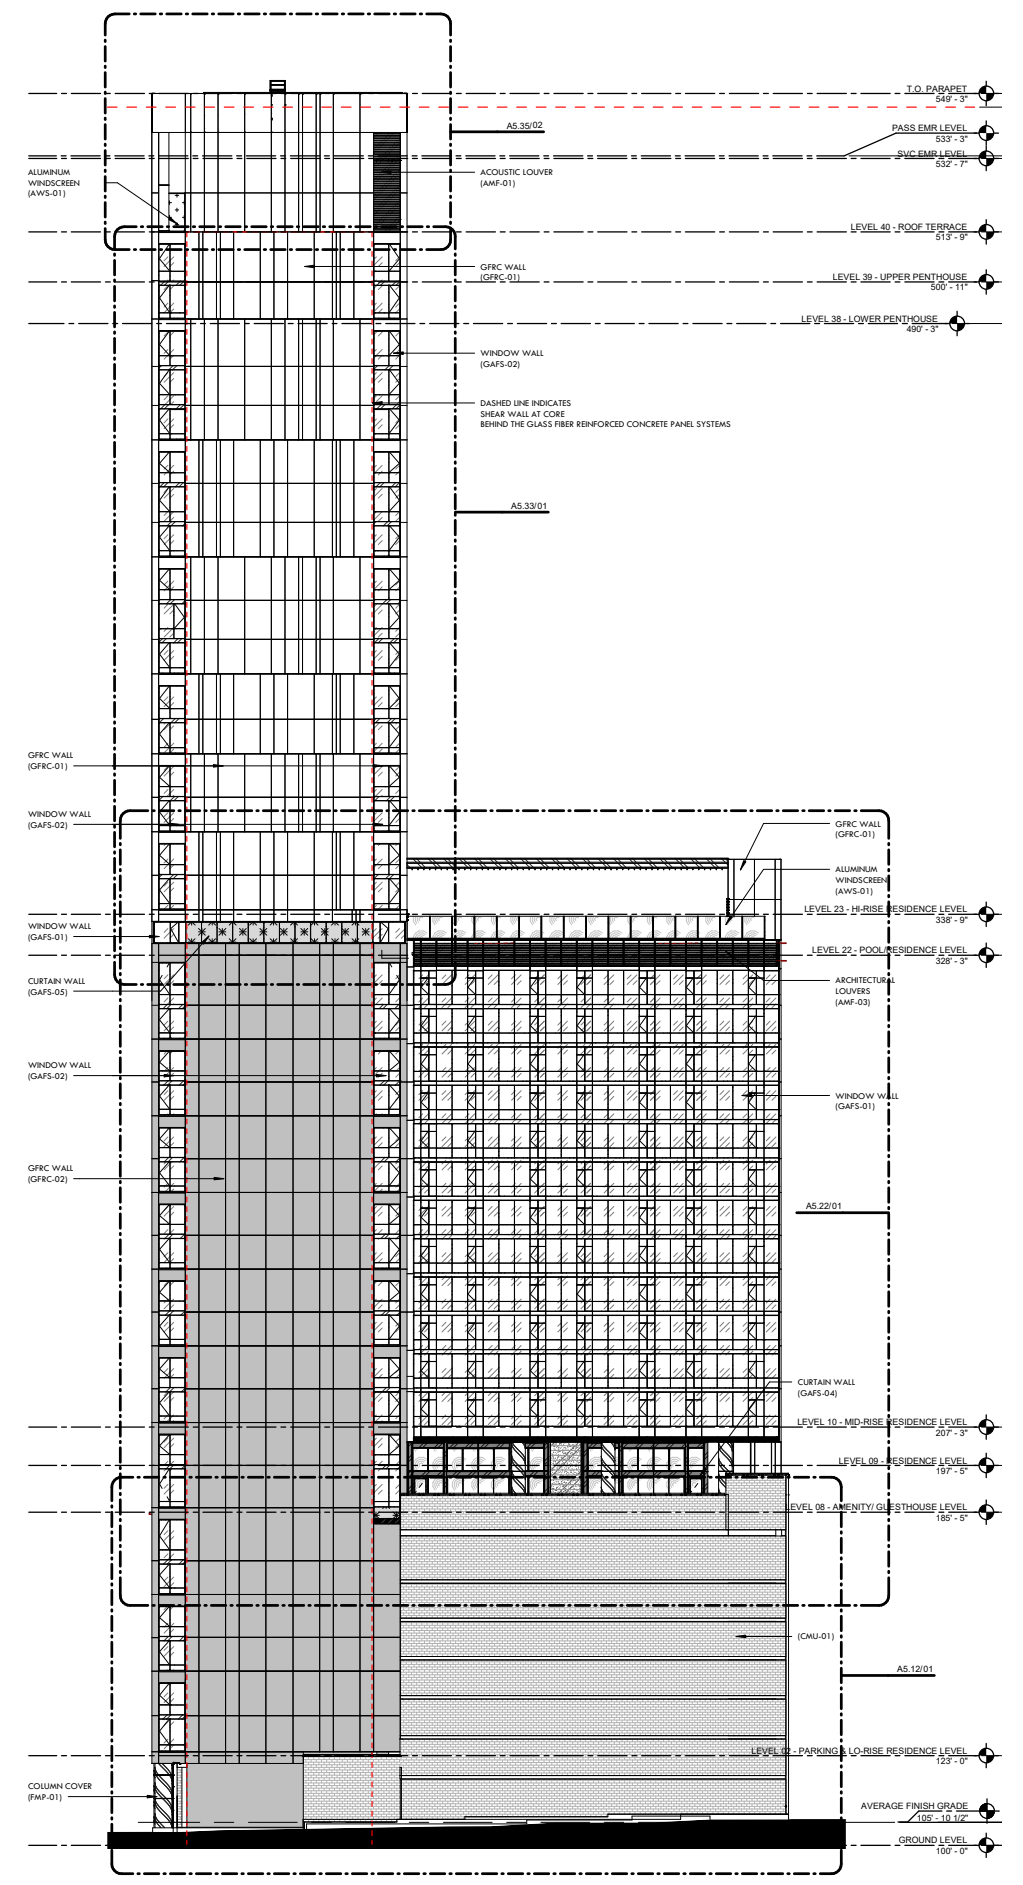 T.O. PARAPET
549' - 3"
A5.35/02
PASS EMR LEVEL
533' - 3"
SVC EMR LEVEL
532' - 7"
ALUMINUM
WINDSCREEN
(AWS-01)
ACOUSTIC LOUVER
(AMF-01)
LEVEL 40 - ROOF TERRACE
513' - 9"
GFRC WALL
(GFRC-01)
LEVEL 39 - UPPER PENTHOUSE
500' - 11"
LEVEL 38 - LOWER PENTHOUSE
490' - 3"
WINDOW WALL
(GAFS-02)
DASHED LINE INDICATES
SHEAR WALL AT CORE
BEHIND THE GLASS FIBER REINFORCED CONCRETE PANEL SYSTEMS
A5.33/01
GFRC WALL
(GFRC-01)
WINDOW WALL
(GAFS-02)
GFRC WALL
(GFRC-01)
ALUMINUM
WINDSCREEN
(AWS-01)
LEVEL 23 - HI-RISE RESIDENCE LEVEL
338' - 9"
WINDOW WALL
(GAFS-01)
LEVEL 22 - POOL/RESIDENCE LEVEL
328' - 3"
CURTAIN WALL
(GAFS-05)
ARCHITECTURAL
LOUVERS
(AMF-03)
WINDOW WALL
(GAFS-02)
WINDOW WALL
(GAFS-01)
GFRC WALL
(GFRC-02)
A5.22/01
CURTAIN WALL
(GAFS-04)
LEVEL 10 - MID-RISE RESIDENCE LEVEL
207' - 3"
LEVEL 09 - RESIDENCE LEVEL
197' - 5"
LEVEL 08 - AMENITY/ GUESTHOUSE LEVEL
185' - 5"
(CMU-01)
A5.12/01
LEVEL 02 - PARKING & LO-RISE RESIDENCE LEVEL
123' - 0"
COLUMN COVER
(FMP-01)
AVERAGE FINISH GRADE
105' - 10 1/2"
GROUND LEVEL
100' - 0"